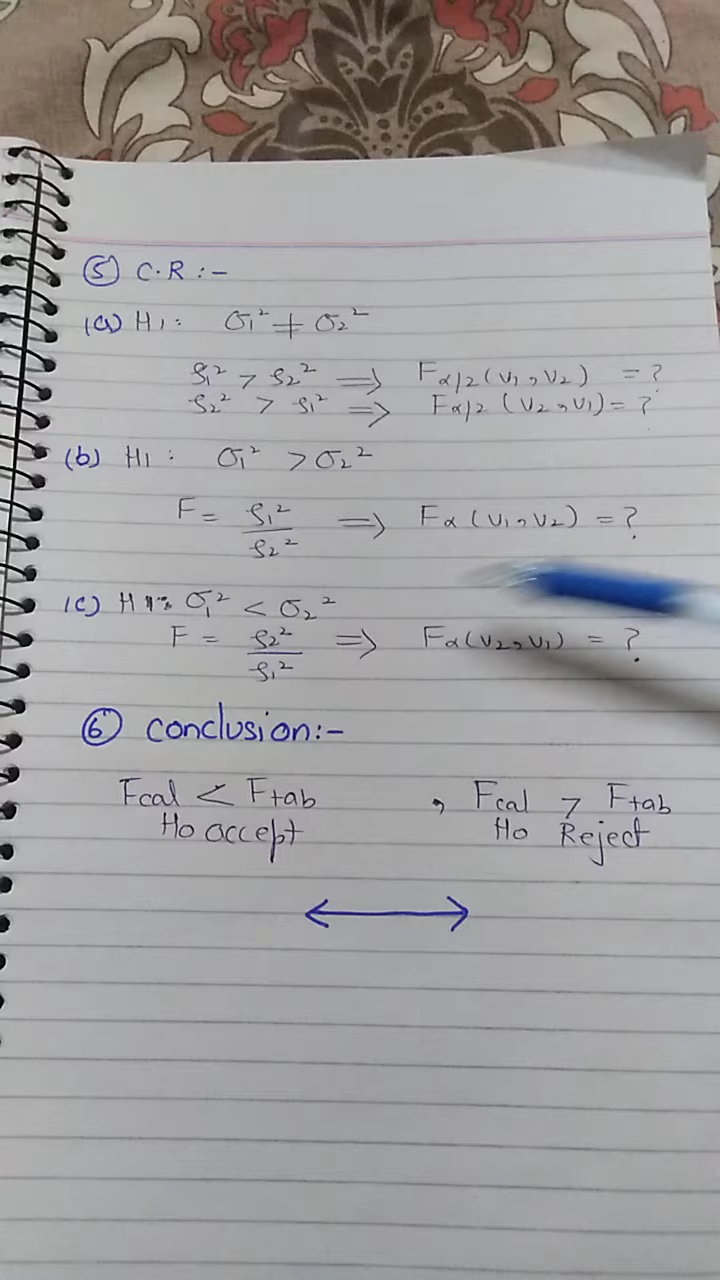 ⑤ C.R :-
(a) H₁: σ₁² ≠ σ₂²
S₁² > S₂² ⟹ Fα/2 (v₁, v₂) = ?
S₂² > S₁² ⟹ Fα/2 (v₂, v₁) = ?
(b) H₁: σ₁² > σ₂²
F = S₁²/S₂² ⟹ Fα (v₁, v₂) = ?
(c) H₁: σ₁² < σ₂²
F = S₂²/S₁² ⟹ Fα (v₂, v₁) = ?
⑥ conclusion:-
Fcal < Ftab , Fcal > Ftab
Ho accept Ho Reject